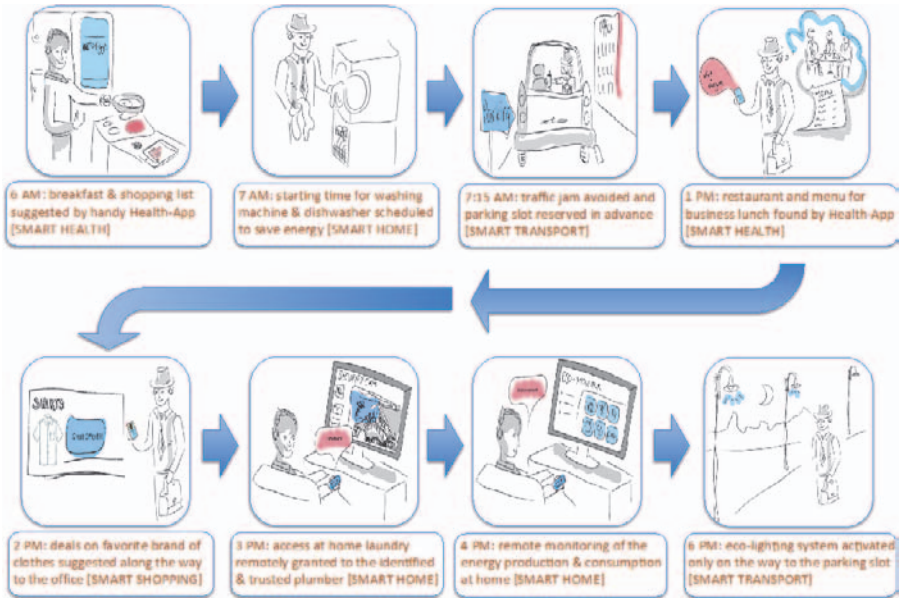 6 AM: breakfast & shopping list
suggested by handy Health-App
[SMART HEALTH]
7 AM: starting time for washing
machine & dishwasher scheduled
to save energy [SMART HOME]
7:15 AM: traffic jam avoided and
parking slot reserved in advance
[SMART TRANSPORT]
1 PM: restaurant and menu for
business lunch found by Health-App
[SMART HEALTH]
2 PM: deals on favorite brand of
clothes suggested along the way
to the office [SMART SHOPPING]
3 PM: access at home laundry
remotely granted to the identified
& trusted plumber [SMART HOME]
4 PM: remote monitoring of the
energy production & consumption
at home [SMART HOME]
6 PM: eco-lighting system activated
only on the way to the parking slot
[SMART TRANSPORT]